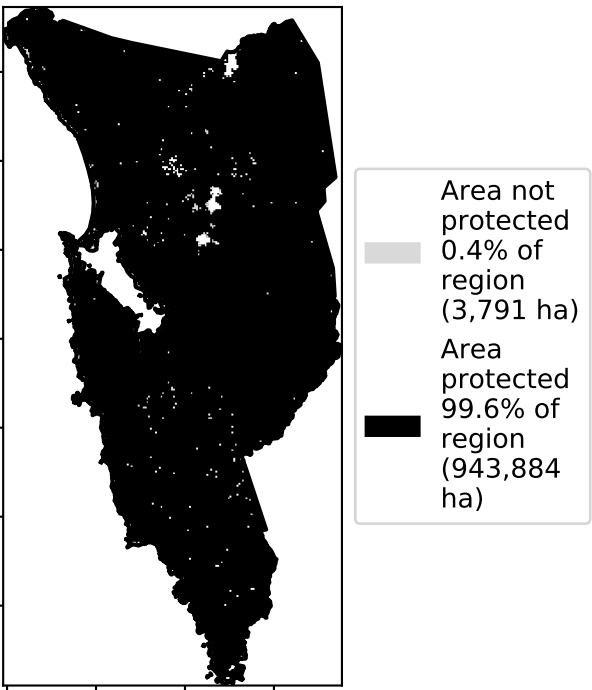 Area not
protected
0.4% of
region
(3,791 ha)
Area
protected
99.6% of
region
(943,884
ha)